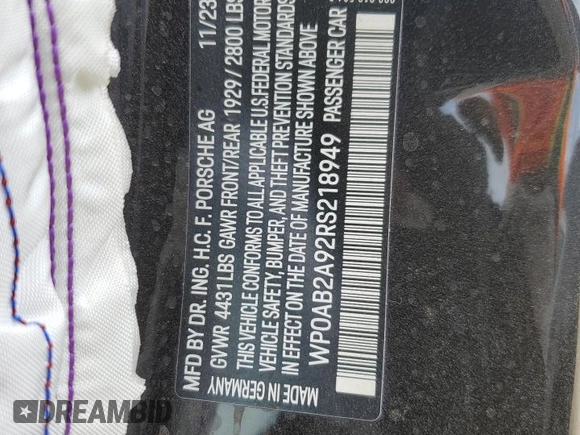 MFD BY DR. ING. H.C. F. PORSCHE AG 11/23
GVWR 4431LBS GAWR FRONT/REAR 1929 / 2800 LBS
THIS VEHICLE CONFORMS TO ALL APPLICABLE U.S.FEDERAL MOTOR
VEHICLE SAFETY, BUMPER, AND THEFT PREVENTION STANDARDS
IN EFFECT ON THE DATE OF MANUFACTURE SHOWN ABOVE
WP0AB2A92RS218949 PASSENGER CAR
MADE IN GERMANY
DREAMBID